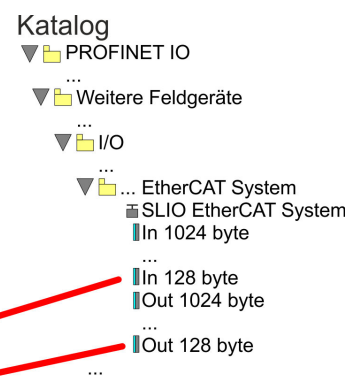 Katalog
PROFINET IO
...
Weitere Feldgeräte
...
I/O
...
... EtherCAT System
SLIO EtherCAT System
In 1024 byte
...
In 128 byte
Out 1024 byte
...
Out 128 byte
...